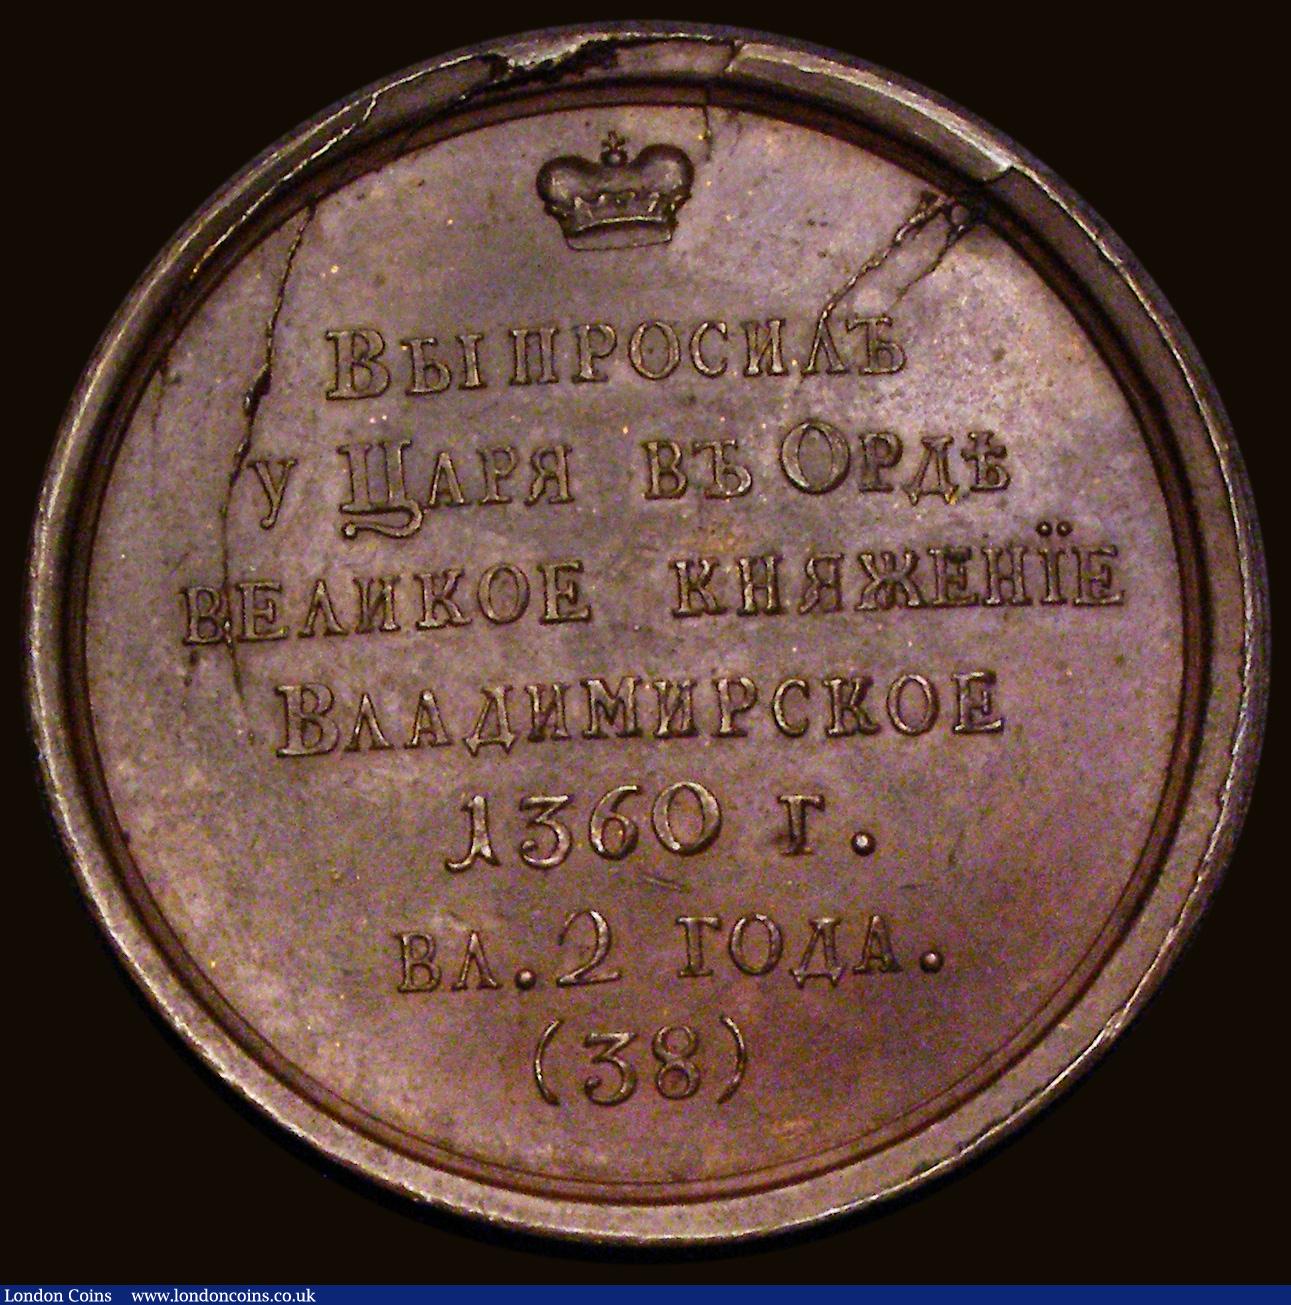 Выпросилъ
у Царя въ Ордѣ
великое княженїе
Владимирское
1360 г.
вл. 2 года.
(38)
London Coins www.londoncoins.co.uk